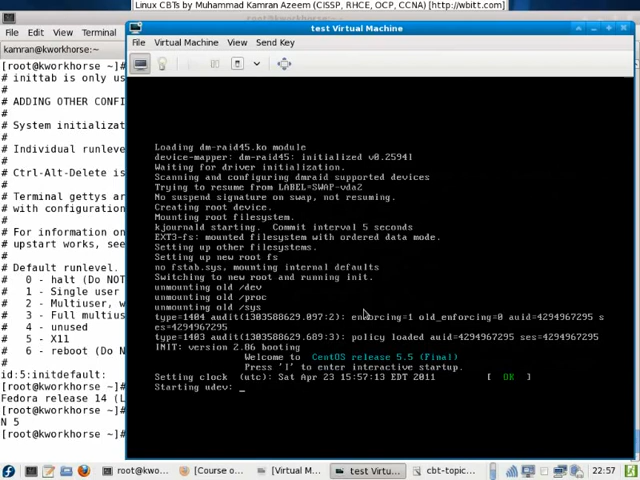 Linux CBTs by Muhammad Kamran Azeem (CISSP, RHCE, OCP, CCNA) [http://wbitt.com]
root@kworkhorse:~
File Edit View Terminal
kamran@kworkhorse:~
[root@kworkhorse ~]#
# inittab is only us
#
# ADDING OTHER CONFI
#
# System initializat
#
# Individual runleve
#
# Ctrl-Alt-Delete is
#
# Terminal gettys ar
# with configuration
#
# For information on
# upstart works, see
#
# Default runlevel.
# 0 - halt (Do NOT
# 1 - Single user
# 2 - Multiuser, w
# 3 - Full multius
# 4 - unused
# 5 - X11
# 6 - reboot (Do N
#
id:5:initdefault:
Fedora release 14 (L
N 5
[root@kworkhorse ~]#
test Virtual Machine
File Virtual Machine View Send Key
Loading dm-raid45.ko module
device-mapper: dm-raid45: initialized v0.2594l
Waiting for driver initialization.
Scanning and configuring dmraid supported devices
Trying to resume from LABEL=SWAP-vda2
No suspend signature on swap, not resuming.
Creating root device.
Mounting root filesystem.
kjournald starting.  Commit interval 5 seconds
EXT3-fs: mounted filesystem with ordered data mode.
Setting up other filesystems.
Setting up new root fs
no fstab.sys, mounting internal defaults
Switching to new root and running init.
unmounting old /dev
unmounting old /proc
unmounting old /sys
type=1404 audit(1303588629.097:2): enforcing=1 old_enforcing=0 auid=4294967295 s
es=4294967295
type=1403 audit(1303588629.689:3): policy loaded auid=4294967295 ses=4294967295
INIT: version 2.86 booting
Welcome to CentOS release 5.5 (Final)
Press 'I' to enter interactive startup.
Setting clock (utc): Sat Apr 23 15:57:13 EDT 2011 [ OK ]
Starting udev: _
root@kwo... [Course o... [Virtual M... test Virtu... cbt-topic... 22:57